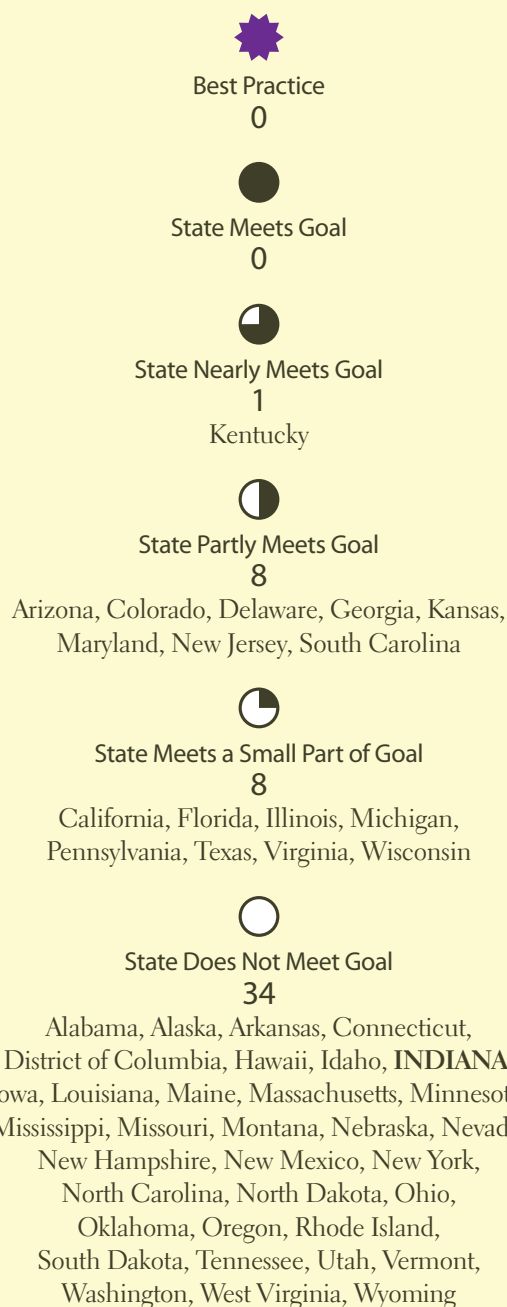 Best Practice
0
State Meets Goal
0
State Nearly Meets Goal
1
Kentucky
State Partly Meets Goal
8
Arizona, Colorado, Delaware, Georgia, Kansas,
Maryland, New Jersey, South Carolina
State Meets a Small Part of Goal
8
California, Florida, Illinois, Michigan,
Pennsylvania, Texas, Virginia, Wisconsin
State Does Not Meet Goal
34
Alabama, Alaska, Arkansas, Connecticut,
District of Columbia, Hawaii, Idaho, INDIANA
owa, Louisiana, Maine, Massachusetts, Minnesot
Mississippi, Missouri, Montana, Nebraska, Nevad
New Hampshire, New Mexico, New York,
North Carolina, North Dakota, Ohio,
Oklahoma, Oregon, Rhode Island,
South Dakota, Tennessee, Utah, Vermont,
Washington, West Virginia, Wyoming